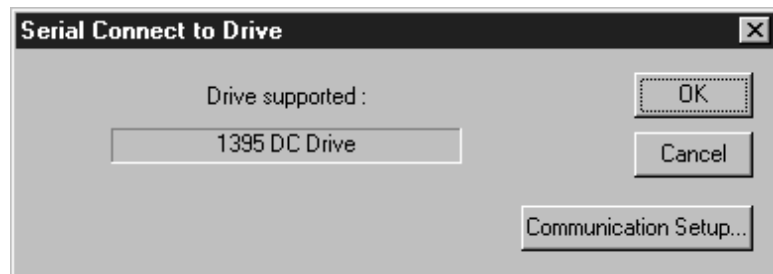 Serial Connect to Drive
Drive supported :
OK
1395 DC Drive
Cancel
Communication Setup...